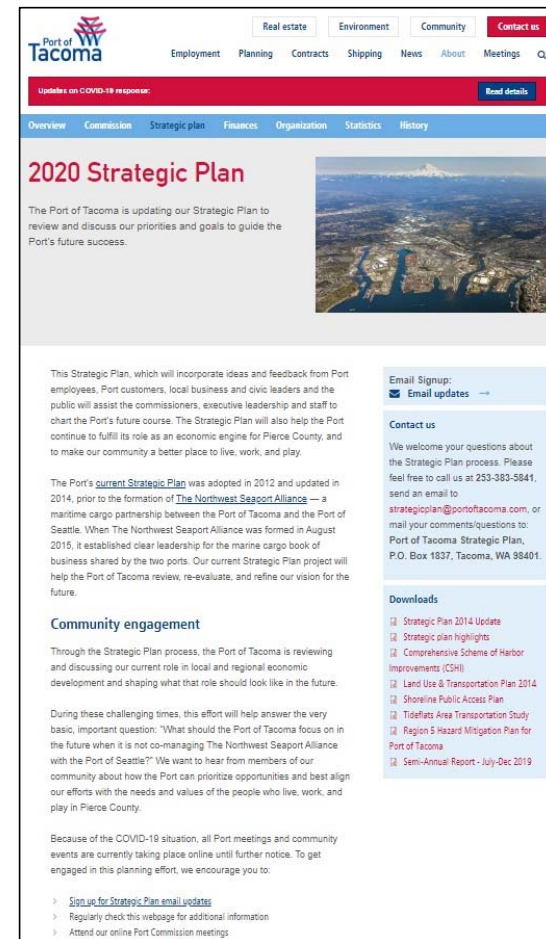 Port of
Tacoma
Real estate
Environment
Community
Contact us
Employment
Planning
Contracts
Shipping
News
About
Meetings
Updates on COVID-19 response:
Read details
Overview
Commission
Strategic plan
Finances
Organization
Statistics
History
2020 Strategic Plan
The Port of Tacoma is updating our Strategic Plan to
review and discuss our priorities and goals to guide the
Port's future success.
This Strategic Plan, which will incorporate ideas and feedback from Port
employees, Port customers, local business and civic leaders and the
public will assist the commissioners, executive leadership and staff to
chart the Port's future course. The Strategic Plan will also help the Port
continue to fulfill its role as an economic engine for Pierce County, and
to make our community a better place to live, work, and play.
The Port's current Strategic Plan was adopted in 2012 and updated in
2014, prior to the formation of The Northwest Seaport Alliance — a
maritime cargo partnership between the Port of Tacoma and the Port of
Seattle. When The Northwest Seaport Alliance was formed in August
2015, it established clear leadership for the marine cargo book of
business shared by the two ports. Our current Strategic Plan project will
help the Port of Tacoma review, re-evaluate, and refine our vision for the
future.
Community engagement
Through the Strategic Plan process, the Port of Tacoma is reviewing
and discussing our current role in local and regional economic
development and shaping what that role should look like in the future.
During these challenging times, this effort will help answer the very
basic, important question: "What should the Port of Tacoma focus on in
the future when it is not co-managing The Northwest Seaport Alliance
with the Port of Seattle?" We want to hear from members of our
community about how the Port can prioritize opportunities and best align
our efforts with the needs and values of the people who live, work, and
play in Pierce County.
Because of the COVID-19 situation, all Port meetings and community
events are currently taking place online until further notice. To get
engaged in this planning effort, we encourage you to:
Sign up for Strategic Plan email updates
Regularly check this webpage for additional information
Attend our online Port Commission meetings
Email Signup:
Email updates
Contact us
We welcome your questions about
the Strategic Plan process. Please
feel free to call us at 253-383-5841,
send an email to
strategicplan@portoftacoma.com, or
mail your comments/questions to:
Port of Tacoma Strategic Plan,
P.O. Box 1837, Tacoma, WA 98401.
Downloads
Strategic Plan 2014 Update
Strategic plan highlights
Comprehensive Scheme of Harbor
Improvements (CSHI)
Land Use & Transportation Plan 2014
Shoreline Public Access Plan
Tideflats Area Transportation Study
Region 5 Hazard Mitigation Plan for
Port of Tacoma
Semi-Annual Report - July-Dec 2019